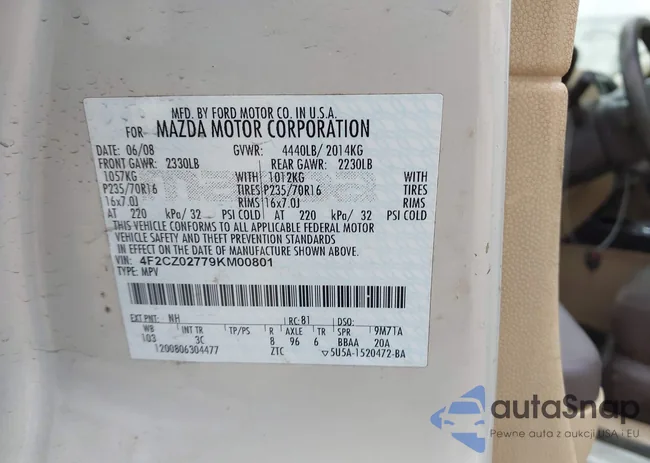 MFD. BY FORD MOTOR CO. IN U.S.A.
FOR MAZDA MOTOR CORPORATION
DATE: 06/08 GVWR: 4440LB/ 2014KG
FRONT GAWR: 2330LB REAR GAWR: 2230LB
1057KG WITH 1012KG WITH
P235/70R16 TIRES P235/70R16 TIRES
16x7.0J RIMS 16x7.0J RIMS
AT 220 kPa/ 32 PSI COLD AT 220 kPa/ 32 PSI COLD
THIS VEHICLE CONFORMS TO ALL APPLICABLE FEDERAL MOTOR
VEHICLE SAFETY AND THEFT PREVENTION STANDARDS
IN EFFECT ON THE DATE OF MANUFACTURE SHOWN ABOVE.
VIN: 4F2CZ02779KM00801
TYPE: MPV
EXT PNT: NH RC: 81 DSO:
WB INT TR TP/PS R AXLE TR SPR 9M71A
103 3C 8 96 6 BBAA 20A
1200806304477 ZTC ▽5U5A-1520472-BA
autoSnap
Pewne auta z aukcji USA i EU